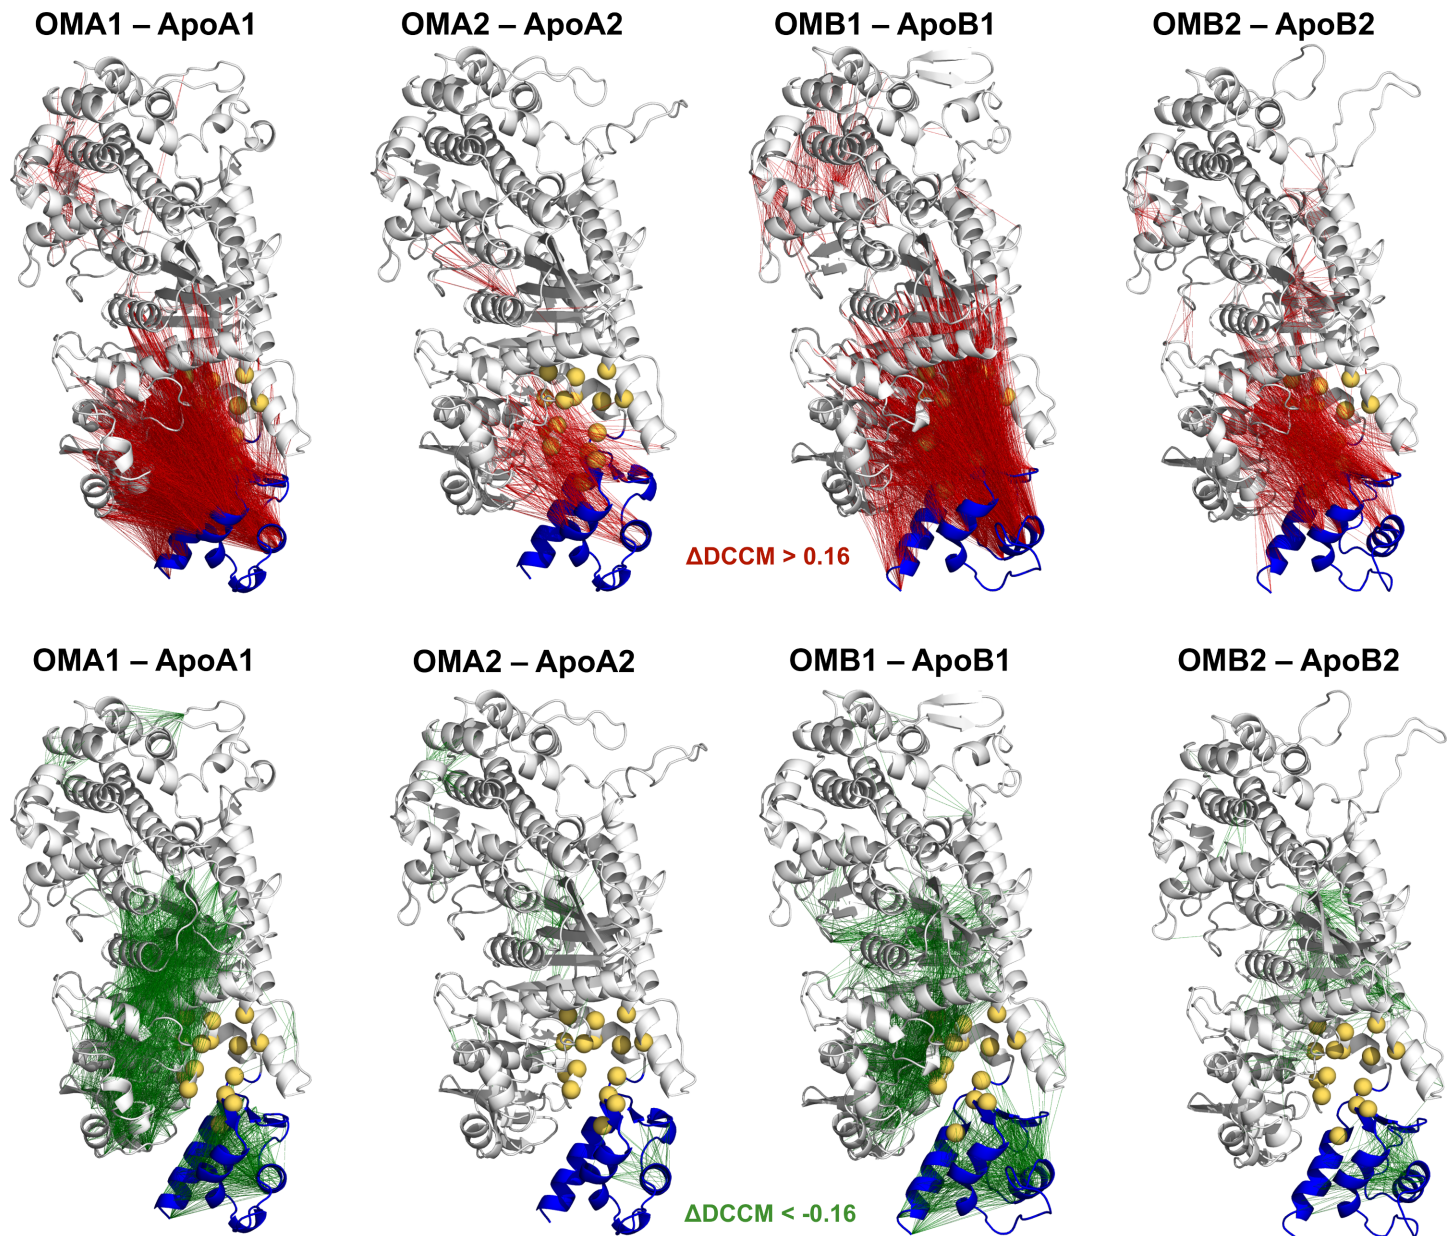 OMA1 – ApoA1
OMA2 – ApoA2
OMB1 – ApoB1
OMB2 – ApoB2
ΔDCCM > 0.16
OMA1 – ApoA1
OMA2 – ApoA2
OMB1 – ApoB1
OMB2 – ApoB2
ΔDCCM < -0.16